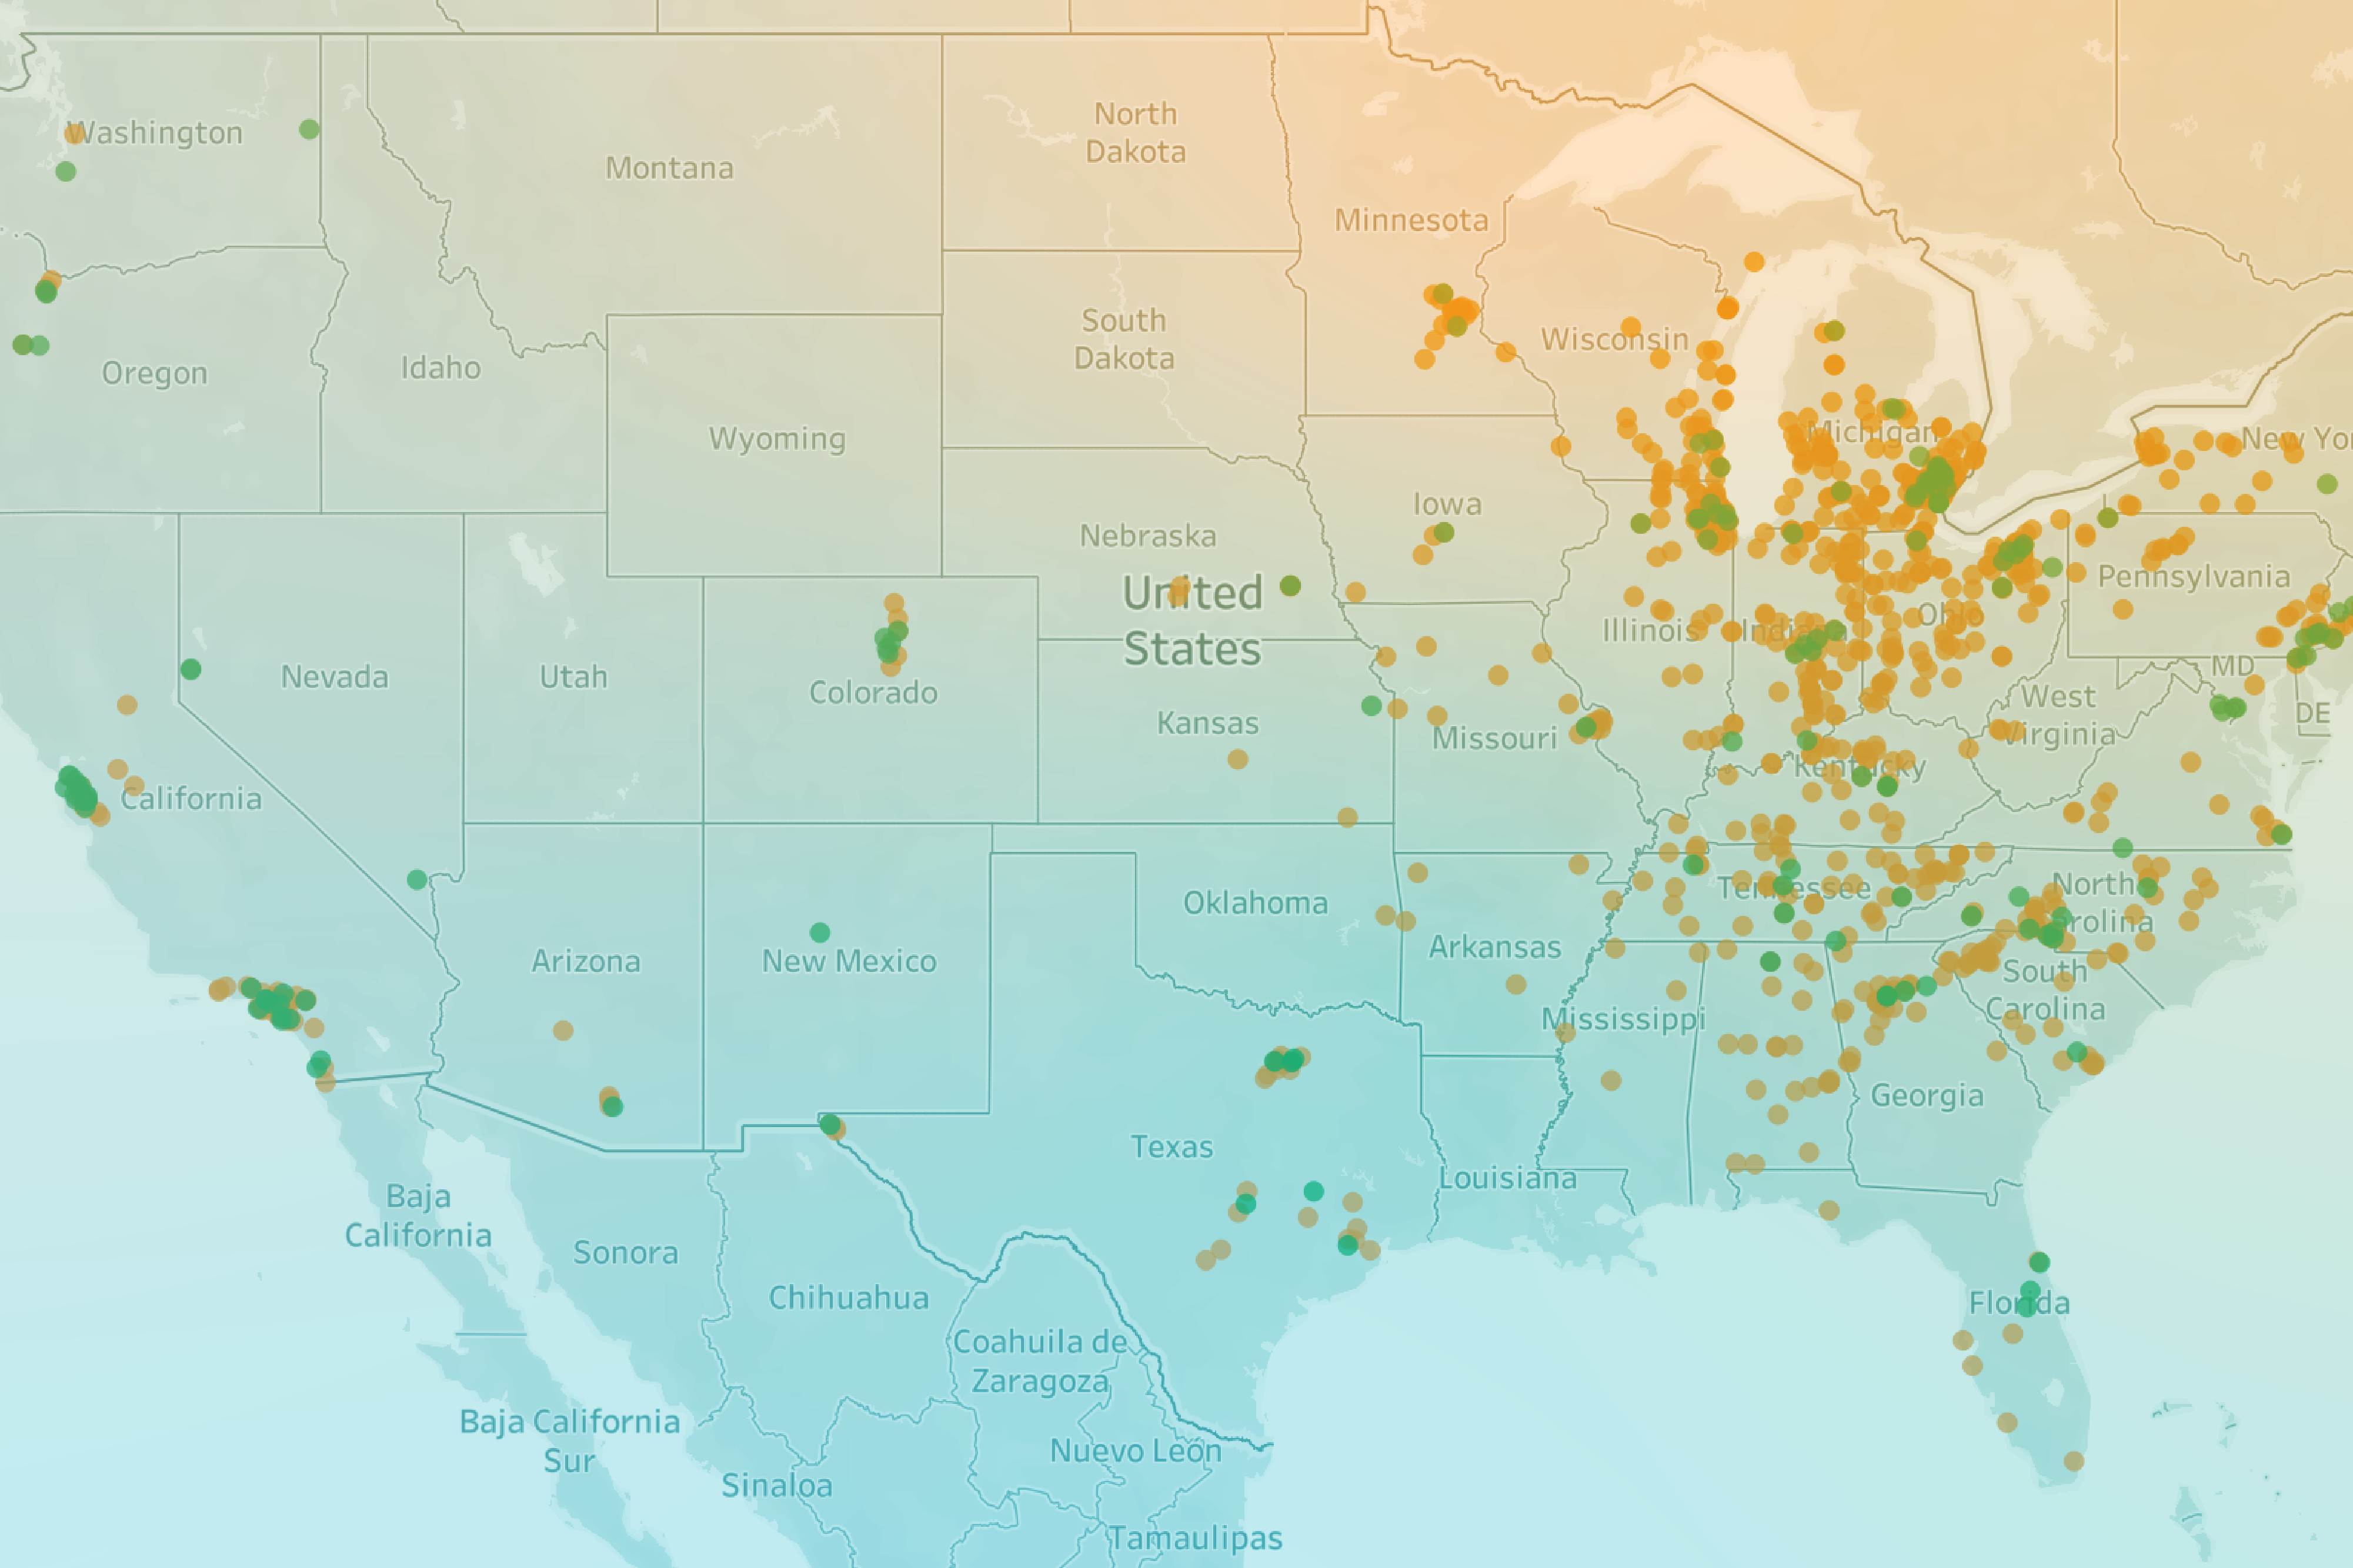 Washington
Montana
North
Dakota
Minnesota
Oregon
Idaho
South
Dakota
Wisconsin
Wyoming
Michigan
New Yor
Nebraska
Iowa
United
States
Pennsylvania
Nevada
Utah
Colorado
Illinois
Indiana
Ohio
MD
West
Virginia
DE
California
Kansas
Missouri
Kentucky
Arizona
New Mexico
Oklahoma
Arkansas
Tennessee
North
Carolina
Mississippi
South
Carolina
Georgia
Texas
Louisiana
Baja
California
Sonora
Chihuahua
Florida
Coahuila de
Zaragoza
Baja California
Sur
Sinaloa
Nuevo León
Tamaulipas